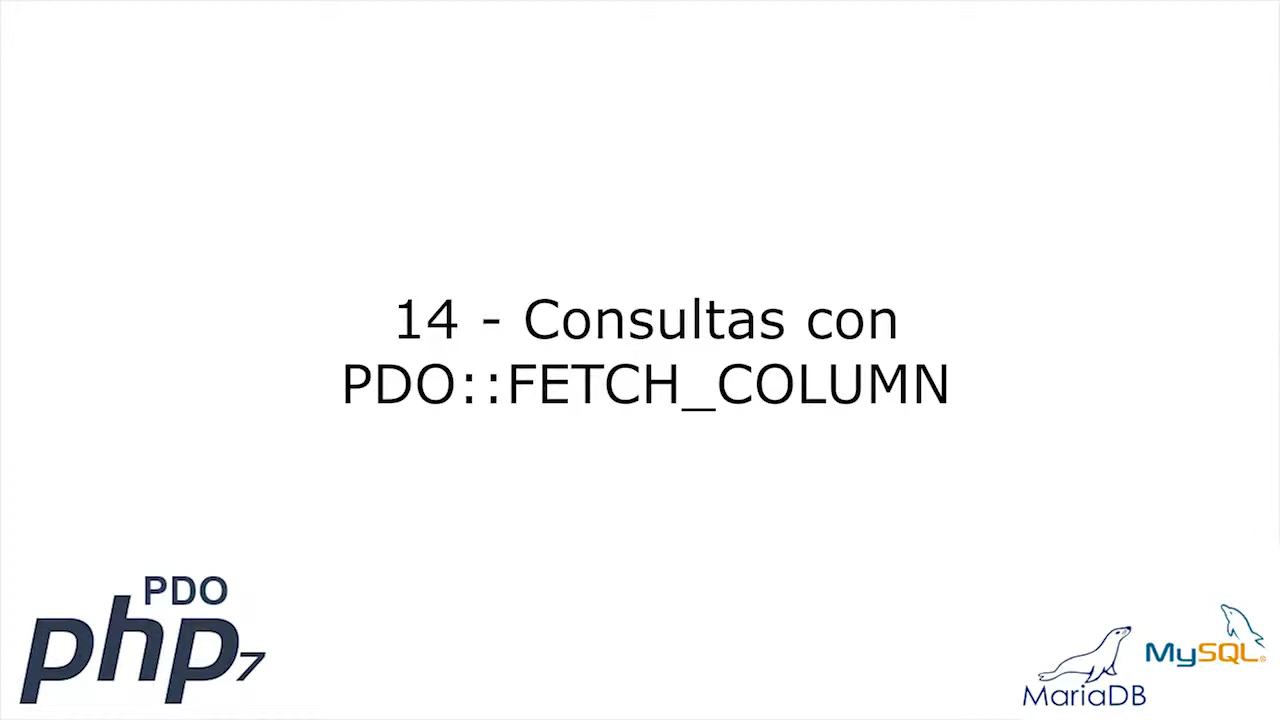 14 - Consultas con
PDO::FETCH_COLUMN
PDO
php7
MariaDB
MySQL®